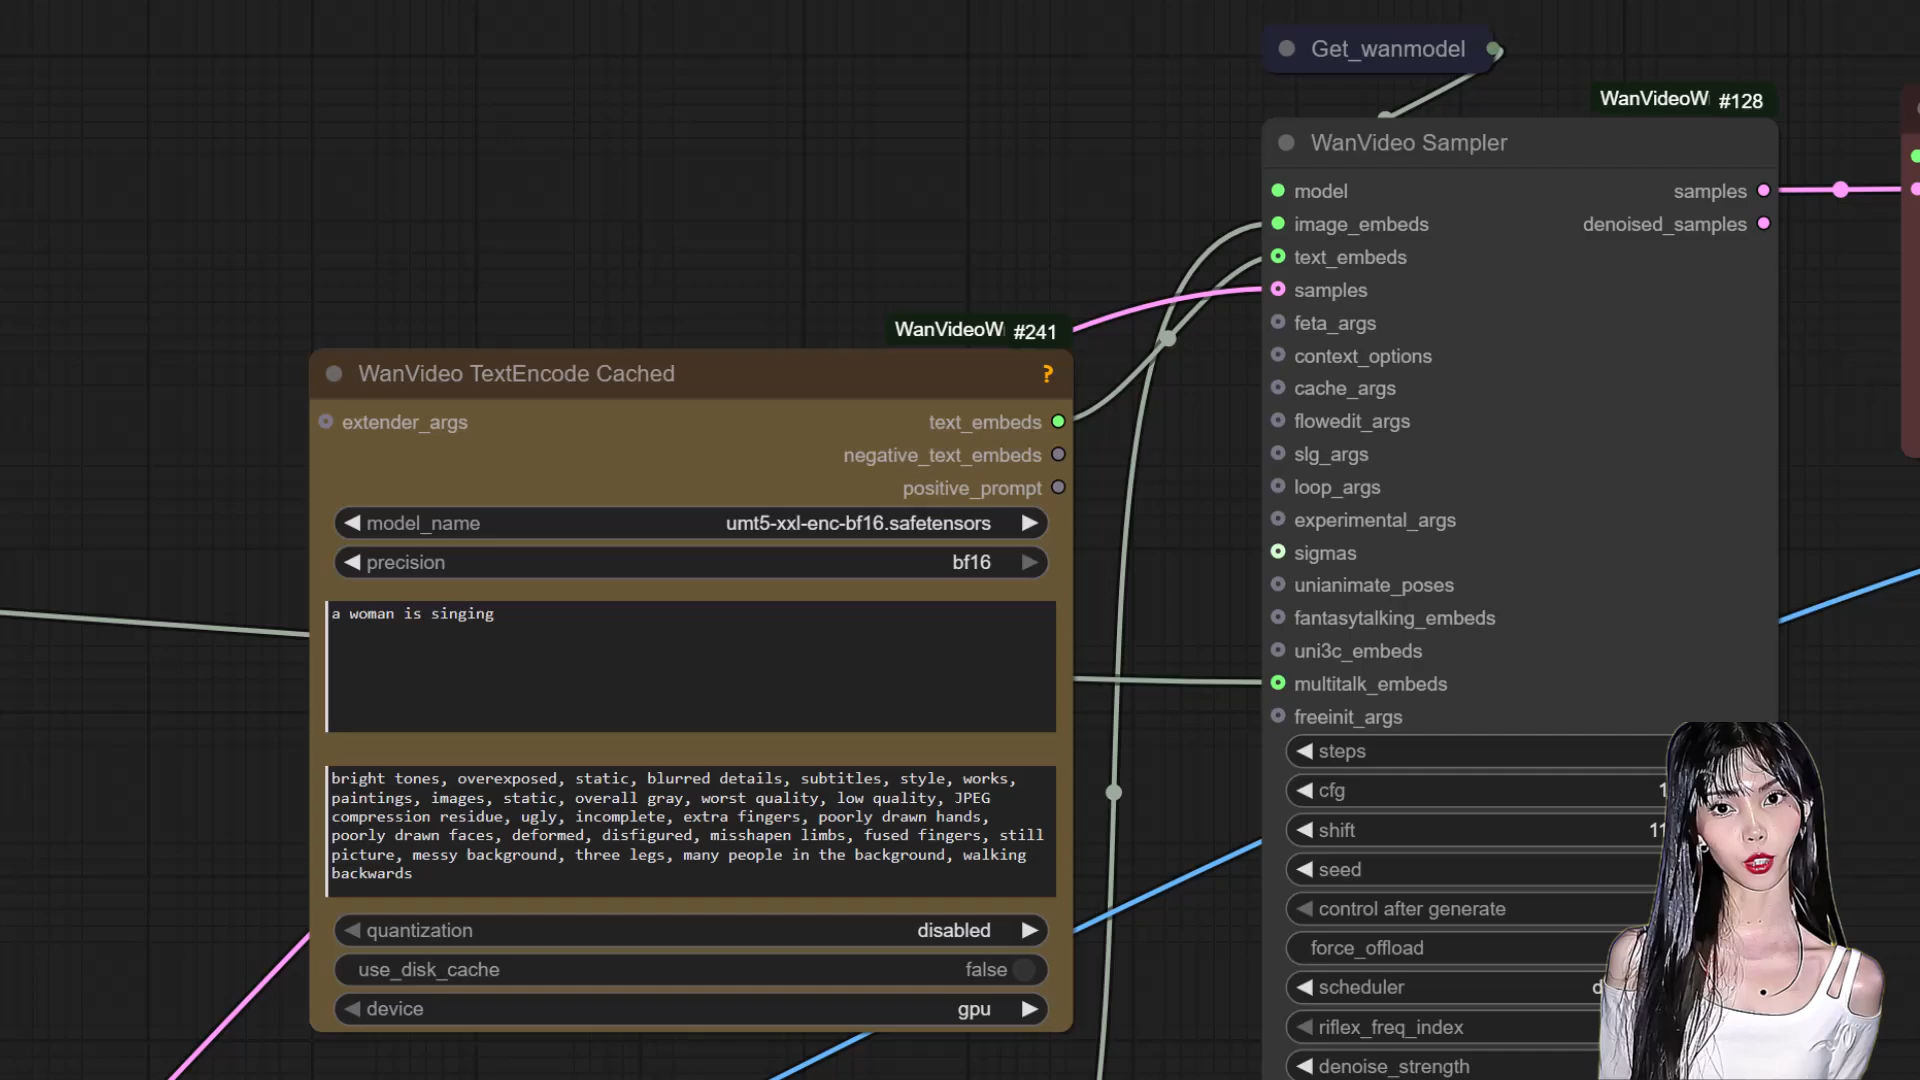 Get_wanmodel
WanVideoW #128
WanVideo Sampler
model
samples
image_embeds
denoised_samples
text_embeds
samples
feta_args
context_options
cache_args
flowedit_args
slg_args
loop_args
experimental_args
sigmas
unianimate_poses
fantasytalking_embeds
uni3c_embeds
multitalk_embeds
freeinit_args
steps
cfg
shift
seed
control after generate
force_offload
scheduler
riflex_freq_index
denoise_strength
WanVideoW #241
WanVideo TextEncode Cached ?
extender_args
text_embeds
negative_text_embeds
positive_prompt
model_name umt5-xxl-enc-bf16.safetensors
precision bf16
a woman is singing
bright tones, overexposed, static, blurred details, subtitles, style, works,
paintings, images, static, overall gray, worst quality, low quality, JPEG
compression residue, ugly, incomplete, extra fingers, poorly drawn hands,
poorly drawn faces, deformed, disfigured, misshapen limbs, fused fingers, still
picture, messy background, three legs, many people in the background, walking
backwards
quantization disabled
use_disk_cache false
device gpu